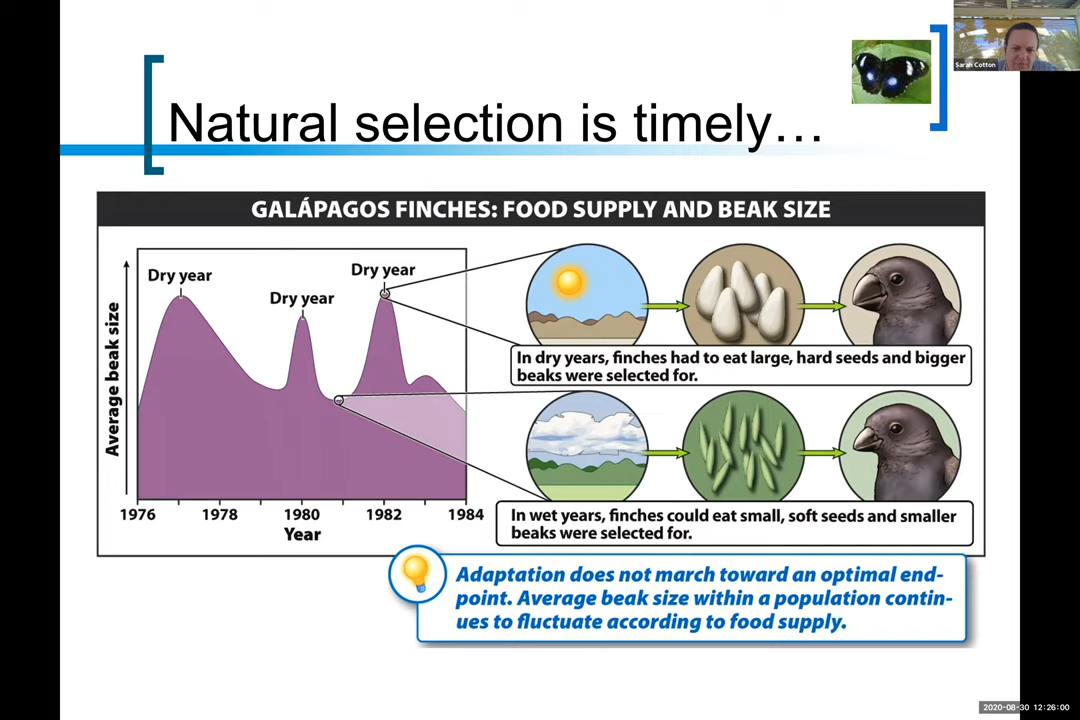 Sarah Cotton
Natural selection is timely…
GALÁPAGOS FINCHES: FOOD SUPPLY AND BEAK SIZE
Average beak size
Dry year
Dry year
Dry year
1976
1978
1980
1982
1984
Year
In dry years, finches had to eat large, hard seeds and bigger
beaks were selected for.
In wet years, finches could eat small, soft seeds and smaller
beaks were selected for.
Adaptation does not march toward an optimal end-
point. Average beak size within a population contin-
ues to fluctuate according to food supply.
2020-08-30 12:26:00